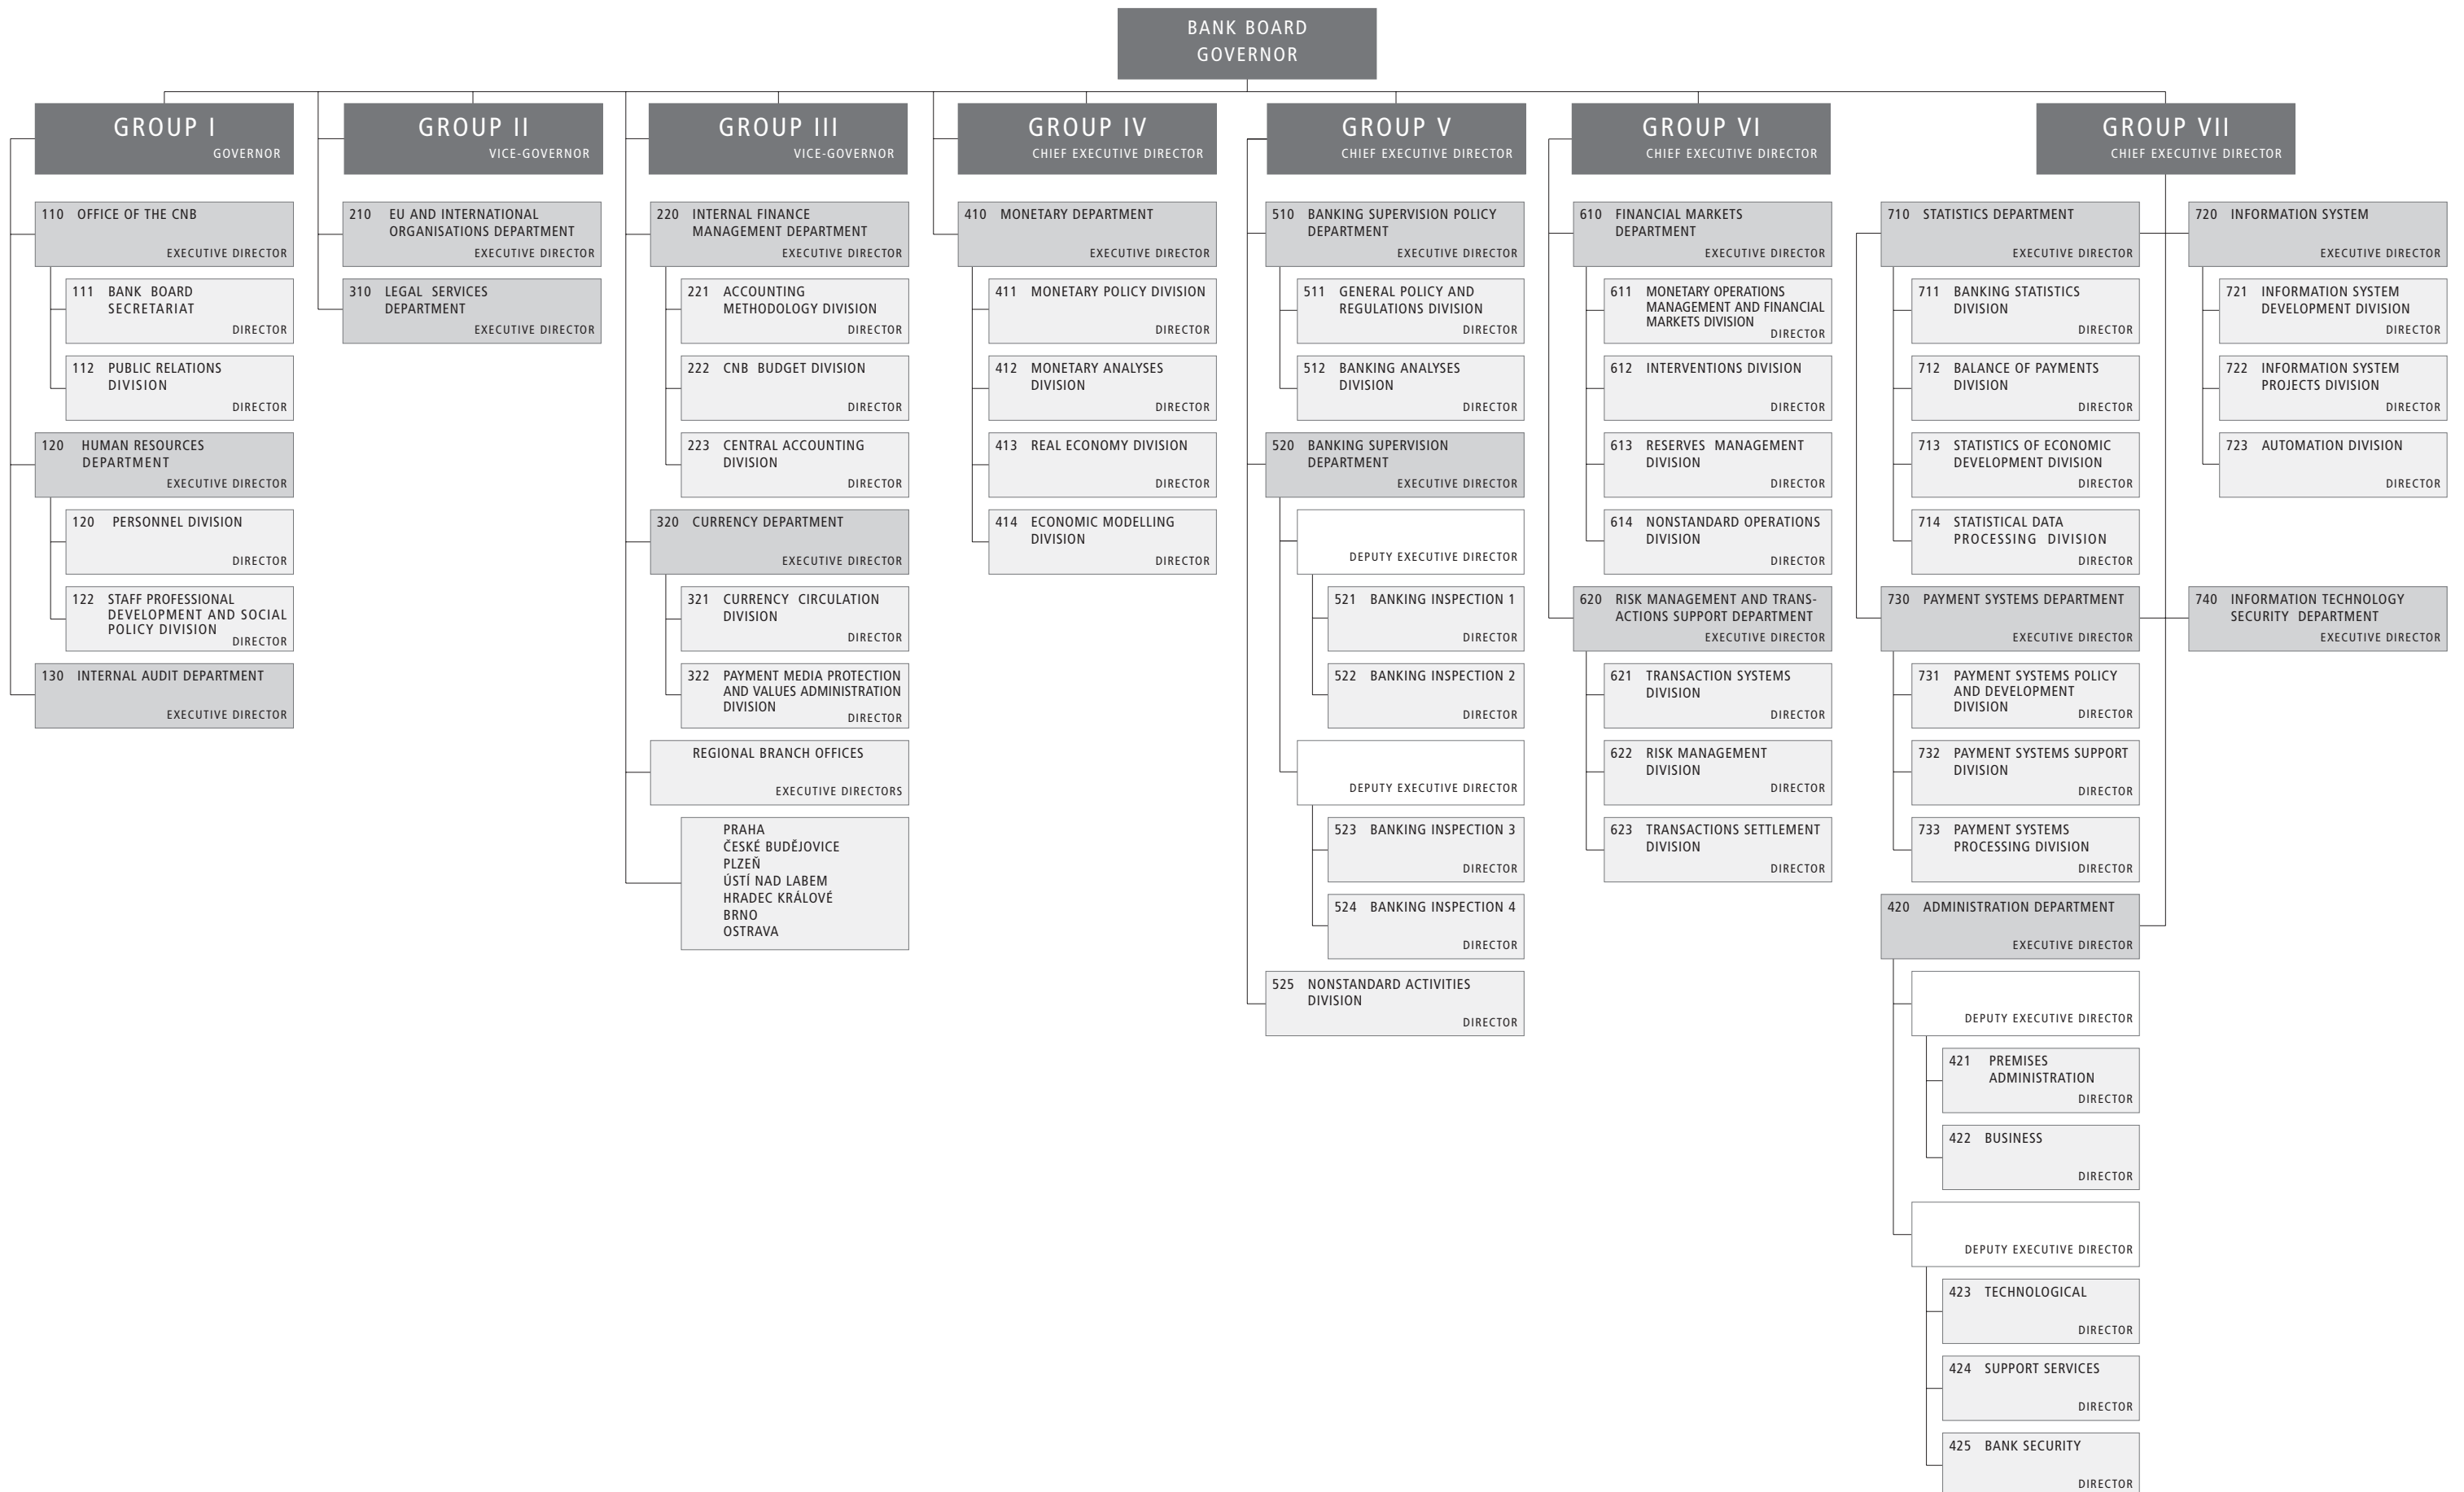 BANK BOARD
GOVERNOR
GROUP I
GOVERNOR
110 OFFICE OF THE CNB
EXECUTIVE DIRECTOR
111 BANK BOARD
SECRETARIAT
DIRECTOR
112 PUBLIC RELATIONS
DIVISION
DIRECTOR
120 HUMAN RESOURCES
DEPARTMENT
EXECUTIVE DIRECTOR
120 PERSONNEL DIVISION
DIRECTOR
122 STAFF PROFESSIONAL
DEVELOPMENT AND SOCIAL
POLICY DIVISION
DIRECTOR
130 INTERNAL AUDIT DEPARTMENT
EXECUTIVE DIRECTOR
GROUP II
VICE-GOVERNOR
210 EU AND INTERNATIONAL
ORGANISATIONS DEPARTMENT
EXECUTIVE DIRECTOR
310 LEGAL SERVICES
DEPARTMENT
EXECUTIVE DIRECTOR
GROUP III
VICE-GOVERNOR
220 INTERNAL FINANCE
MANAGEMENT DEPARTMENT
EXECUTIVE DIRECTOR
221 ACCOUNTING
METHODOLOGY DIVISION
DIRECTOR
222 CNB BUDGET DIVISION
DIRECTOR
223 CENTRAL ACCOUNTING
DIVISION
DIRECTOR
320 CURRENCY DEPARTMENT
EXECUTIVE DIRECTOR
321 CURRENCY CIRCULATION
DIVISION
DIRECTOR
322 PAYMENT MEDIA PROTECTION
AND VALUES ADMINISTRATION
DIVISION
DIRECTOR
REGIONAL BRANCH OFFICES
EXECUTIVE DIRECTORS
PRAHA
ČESKÉ BUDĚJOVICE
PLZEŇ
ÚSTÍ NAD LABEM
HRADEC KRÁLOVÉ
BRNO
OSTRAVA
GROUP IV
CHIEF EXECUTIVE DIRECTOR
410 MONETARY DEPARTMENT
EXECUTIVE DIRECTOR
411 MONETARY POLICY DIVISION
DIRECTOR
412 MONETARY ANALYSES
DIVISION
DIRECTOR
413 REAL ECONOMY DIVISION
DIRECTOR
414 ECONOMIC MODELLING
DIVISION
DIRECTOR
GROUP V
CHIEF EXECUTIVE DIRECTOR
510 BANKING SUPERVISION POLICY
DEPARTMENT
EXECUTIVE DIRECTOR
511 GENERAL POLICY AND
REGULATIONS DIVISION
DIRECTOR
512 BANKING ANALYSES
DIVISION
DIRECTOR
520 BANKING SUPERVISION
DEPARTMENT
EXECUTIVE DIRECTOR
DEPUTY EXECUTIVE DIRECTOR
521 BANKING INSPECTION 1
DIRECTOR
522 BANKING INSPECTION 2
DIRECTOR
DEPUTY EXECUTIVE DIRECTOR
523 BANKING INSPECTION 3
DIRECTOR
524 BANKING INSPECTION 4
DIRECTOR
525 NONSTANDARD ACTIVITIES
DIVISION
DIRECTOR
GROUP VI
CHIEF EXECUTIVE DIRECTOR
610 FINANCIAL MARKETS
DEPARTMENT
EXECUTIVE DIRECTOR
611 MONETARY OPERATIONS
MANAGEMENT AND FINANCIAL
MARKETS DIVISION
DIRECTOR
612 INTERVENTIONS DIVISION
DIRECTOR
613 RESERVES MANAGEMENT
DIVISION
DIRECTOR
614 NONSTANDARD OPERATIONS
DIVISION
DIRECTOR
620 RISK MANAGEMENT AND TRANS-
ACTIONS SUPPORT DEPARTMENT
EXECUTIVE DIRECTOR
621 TRANSACTION SYSTEMS
DIVISION
DIRECTOR
622 RISK MANAGEMENT
DIVISION
DIRECTOR
623 TRANSACTIONS SETTLEMENT
DIVISION
DIRECTOR
GROUP VII
CHIEF EXECUTIVE DIRECTOR
710 STATISTICS DEPARTMENT
EXECUTIVE DIRECTOR
711 BANKING STATISTICS
DIVISION
DIRECTOR
712 BALANCE OF PAYMENTS
DIVISION
DIRECTOR
713 STATISTICS OF ECONOMIC
DEVELOPMENT DIVISION
DIRECTOR
714 STATISTICAL DATA
PROCESSING DIVISION
DIRECTOR
730 PAYMENT SYSTEMS DEPARTMENT
EXECUTIVE DIRECTOR
731 PAYMENT SYSTEMS POLICY
AND DEVELOPMENT
DIVISION
DIRECTOR
732 PAYMENT SYSTEMS SUPPORT
DIVISION
DIRECTOR
733 PAYMENT SYSTEMS
PROCESSING DIVISION
DIRECTOR
420 ADMINISTRATION DEPARTMENT
EXECUTIVE DIRECTOR
DEPUTY EXECUTIVE DIRECTOR
421 PREMISES
ADMINISTRATION
DIRECTOR
422 BUSINESS
DIRECTOR
DEPUTY EXECUTIVE DIRECTOR
423 TECHNOLOGICAL
DIRECTOR
424 SUPPORT SERVICES
DIRECTOR
425 BANK SECURITY
DIRECTOR
720 INFORMATION SYSTEM
EXECUTIVE DIRECTOR
721 INFORMATION SYSTEM
DEVELOPMENT DIVISION
DIRECTOR
722 INFORMATION SYSTEM
PROJECTS DIVISION
DIRECTOR
723 AUTOMATION DIVISION
DIRECTOR
740 INFORMATION TECHNOLOGY
SECURITY DEPARTMENT
EXECUTIVE DIRECTOR